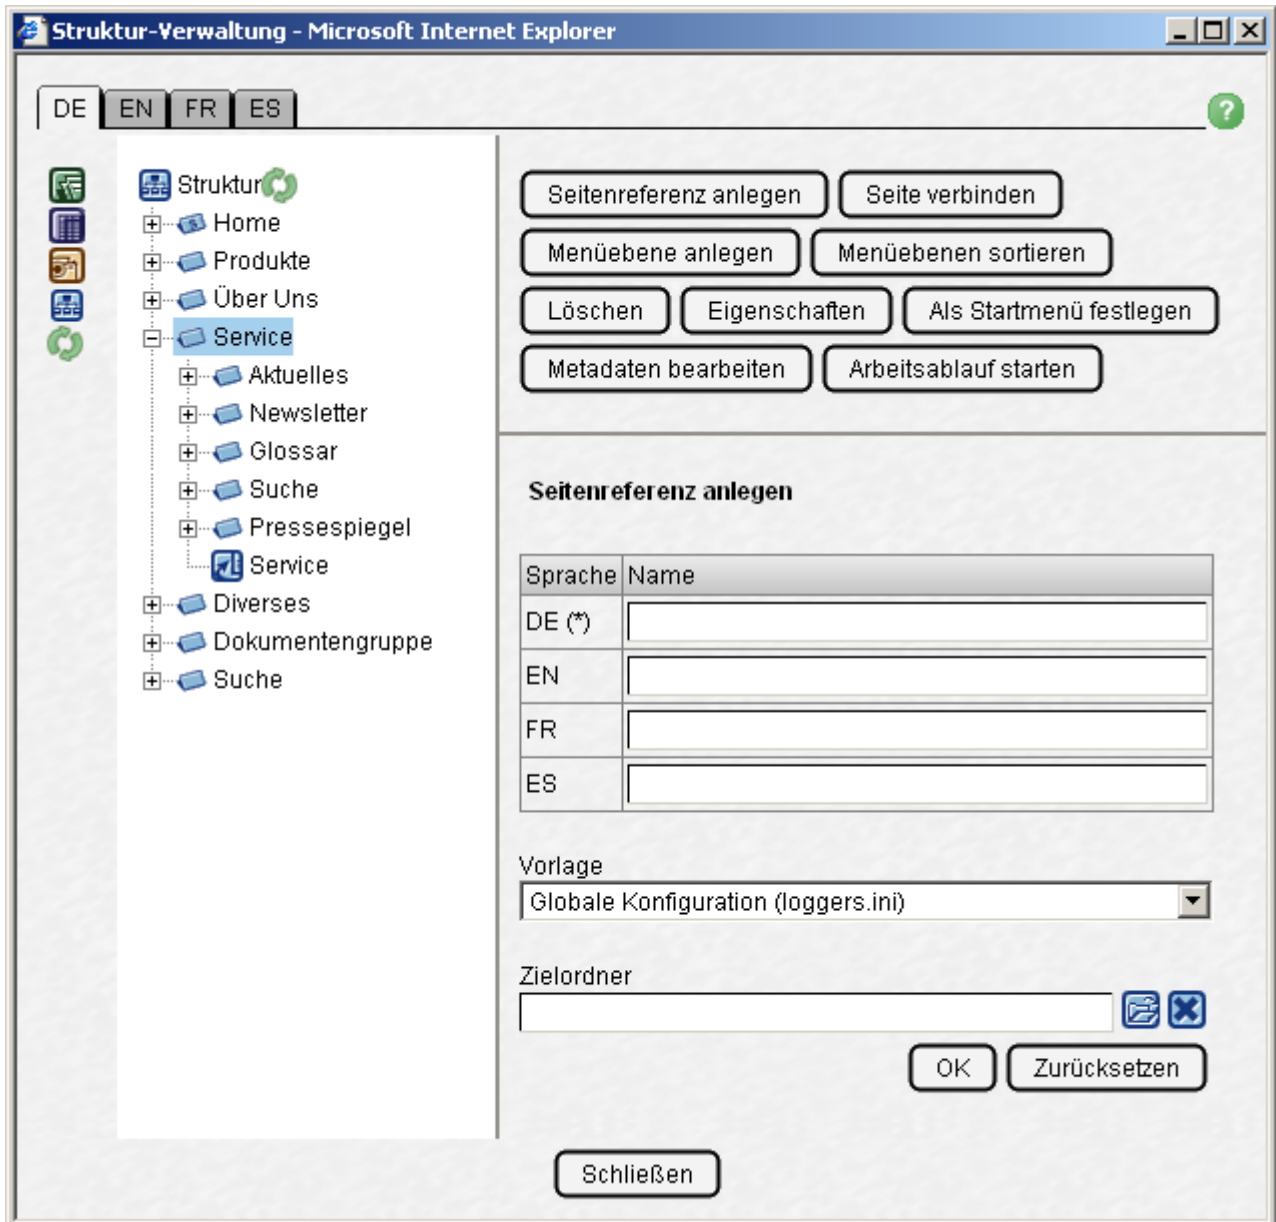 Struktur-Verwaltung - Microsoft Internet Explorer
DE EN FR ES
?
Struktur
Home
Produkte
Über Uns
Service
Aktuelles
Newsletter
Glossar
Suche
Pressespiegel
Service
Diverses
Dokumentengruppe
Suche
Seitenreferenz anlegen Seite verbinden
Menüebene anlegen Menüebenen sortieren
Löschen Eigenschaften Als Startmenü festlegen
Metadaten bearbeiten Arbeitsablauf starten
Seitenreferenz anlegen
Sprache Name
DE (*)
EN
FR
ES
Vorlage
Globale Konfiguration (loggers.ini)
Zielordner
OK Zurücksetzen
Schließen